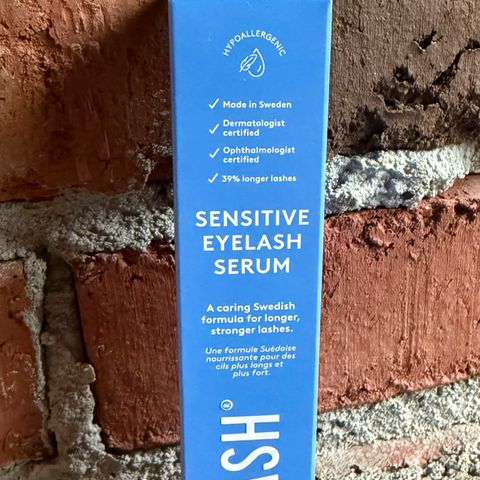 HYPOALLERGENIC
Made in Sweden
Dermatologist
certified
Ophthalmologist
certified
39% longer lashes
SENSITIVE
EYELASH
SERUM
A caring Swedish
formula for longer,
stronger lashes.
Une formule Suédoise
nourrissante pour des
cils plus longs et
plus fort.